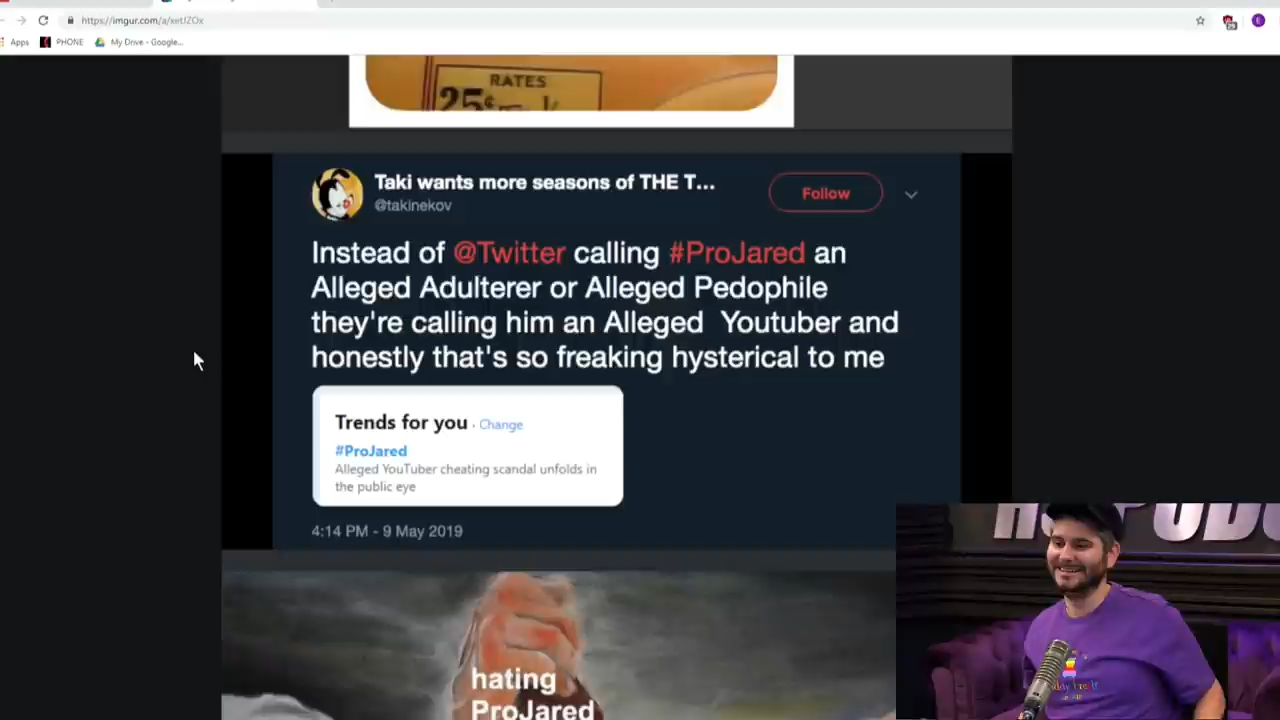 https://imgur.com/a/xetJZOx
Apps PHONE My Drive - Google...
RATES
25¢
Taki wants more seasons of THE T...
@takinekov
Follow
Instead of @Twitter calling #ProJared an
Alleged Adulterer or Alleged Pedophile
they're calling him an Alleged Youtuber and
honestly that's so freaking hysterical to me
Trends for you · Change
#ProJared
Alleged YouTuber cheating scandal unfolds in
the public eye
4:14 PM - 9 May 2019
hating
ProJared